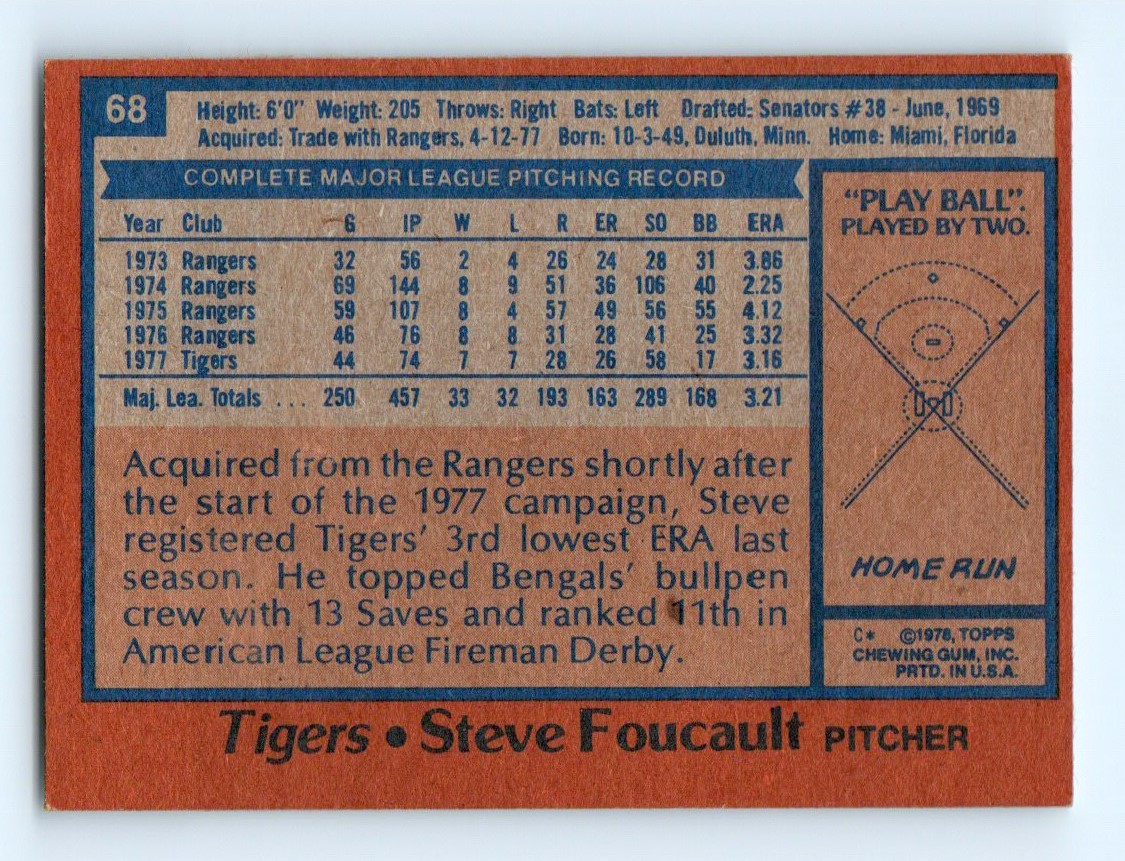 68
Height: 6'0" Weight: 205 Throws: Right Bats: Left Drafted: Senators #38 - June, 1969
Acquired: Trade with Rangers, 4-12-77 Born: 10-3-49, Duluth, Minn. Home: Miami, Florida
COMPLETE MAJOR LEAGUE PITCHING RECORD
Year Club G IP W L R ER SO BB ERA
1973 Rangers 32 56 2 4 26 24 28 31 3.86
1974 Rangers 69 144 8 9 51 36 106 40 2.25
1975 Rangers 59 107 8 4 57 49 56 55 4.12
1976 Rangers 46 76 8 8 31 28 41 25 3.32
1977 Tigers 44 74 7 7 28 26 58 17 3.16
Maj. Lea. Totals ... 250 457 33 32 193 163 289 168 3.21
Acquired from the Rangers shortly after
the start of the 1977 campaign, Steve
registered Tigers' 3rd lowest ERA last
season. He topped Bengals' bullpen
crew with 13 Saves and ranked 11th in
American League Fireman Derby.
"PLAY BALL".
PLAYED BY TWO.
HOME RUN
C* ©1978, TOPPS
CHEWING GUM, INC.
PRTD. IN U.S.A.
Tigers • Steve Foucault PITCHER